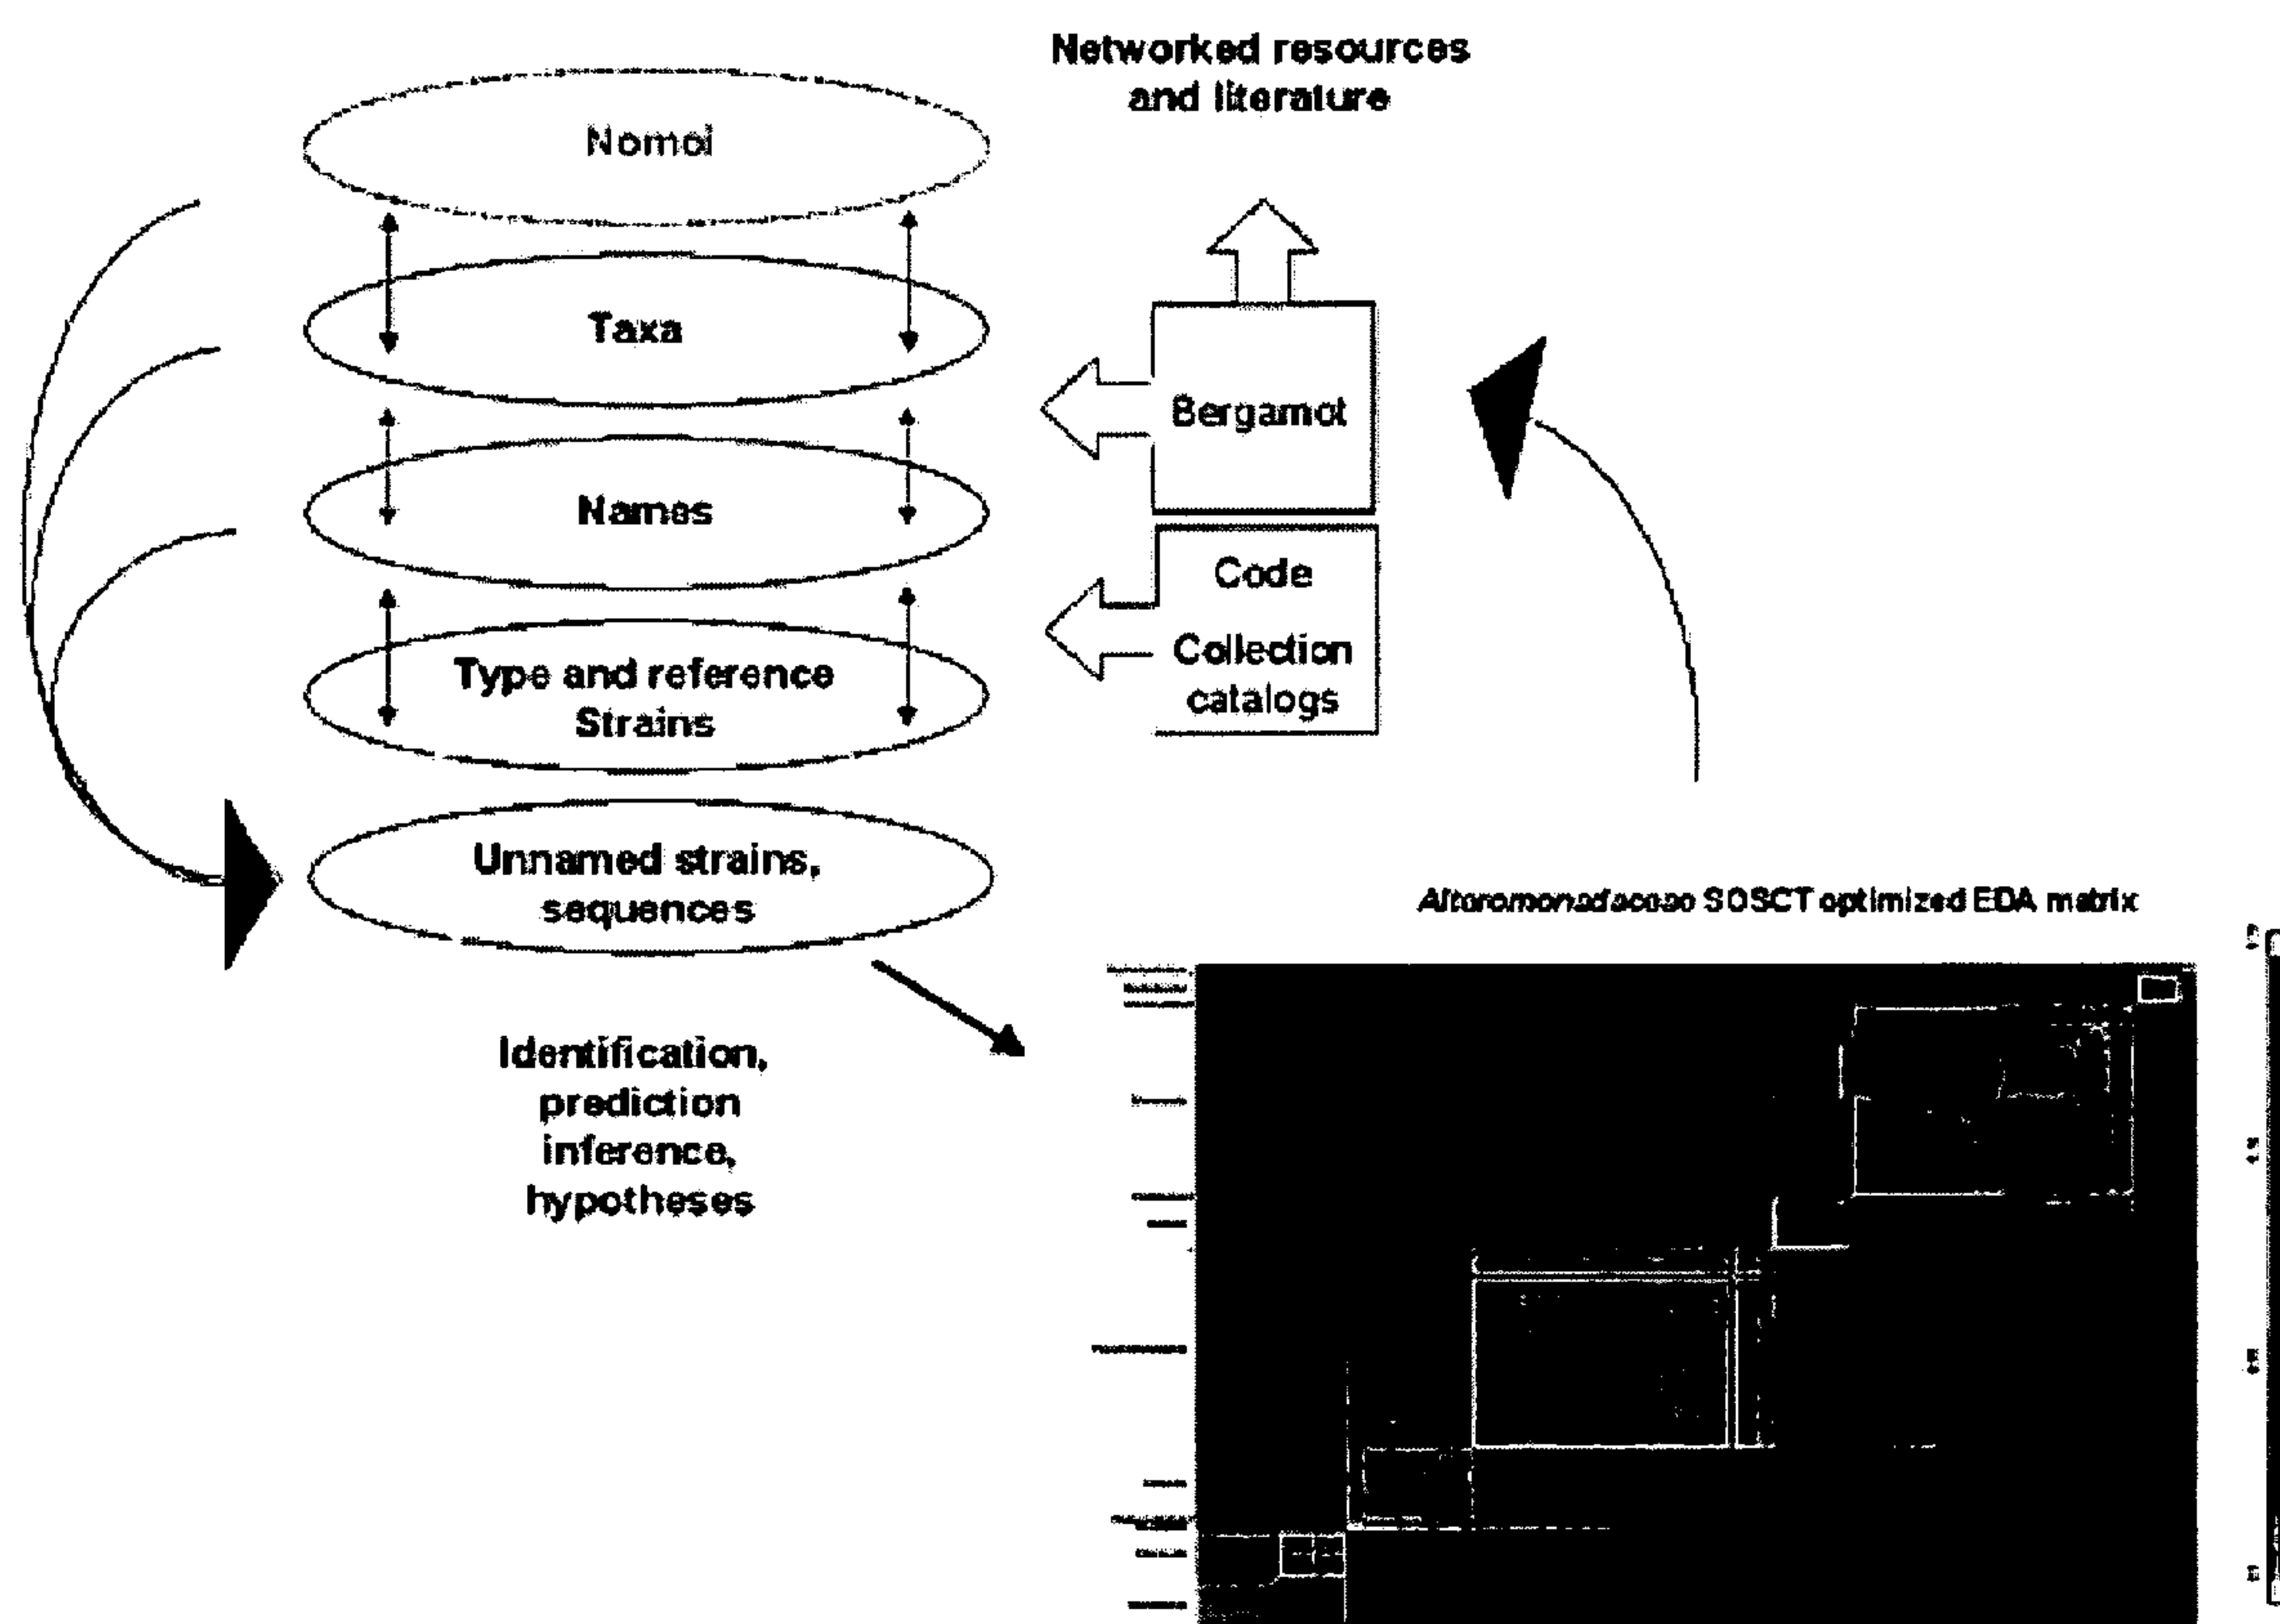 Networked resources
and literature
Nomoi
Taxa
Bergamot
Names
Code
Collection
catalogs
Type and reference
Strains
Unnamed strains,
sequences
Alteromonadaceae SOSCT optimized EDA matrix
Identification,
prediction
inference,
hypotheses